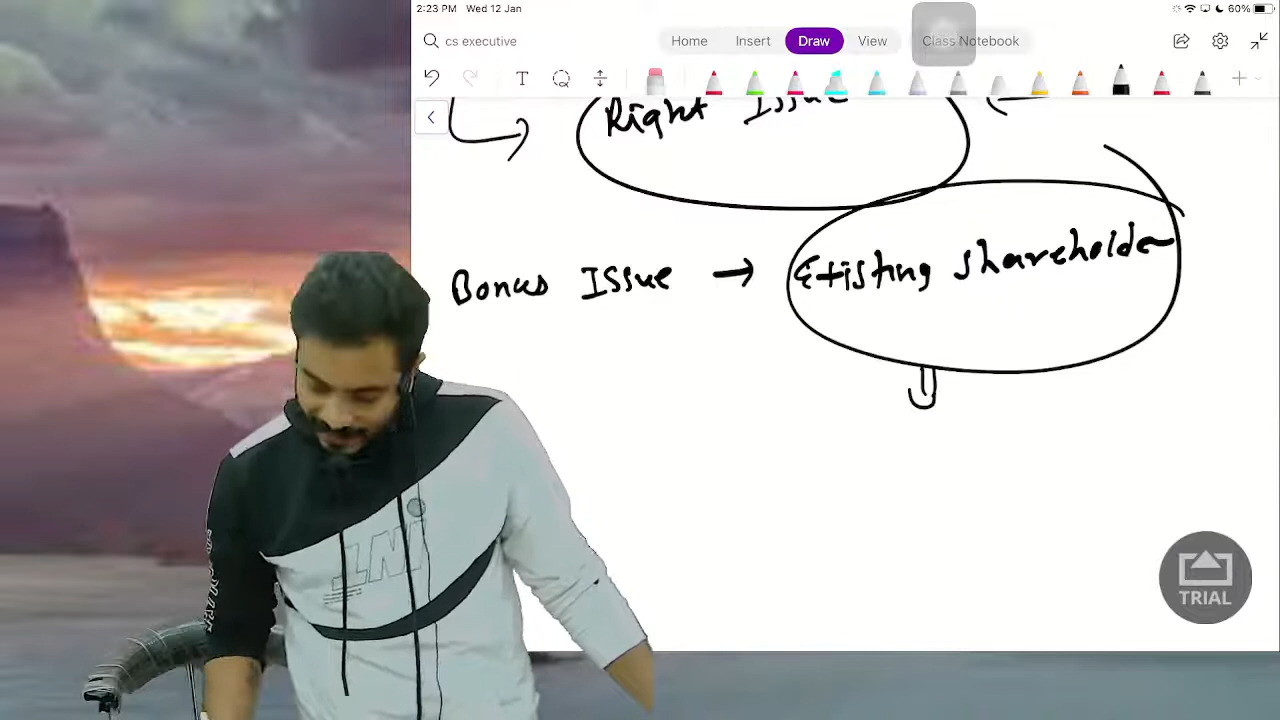 2:23 PM Wed 12 Jan 60%
cs executive Home Insert Draw View Class Notebook
T
Right Issue
Bonus Issue → Existing shareholder
TRIAL